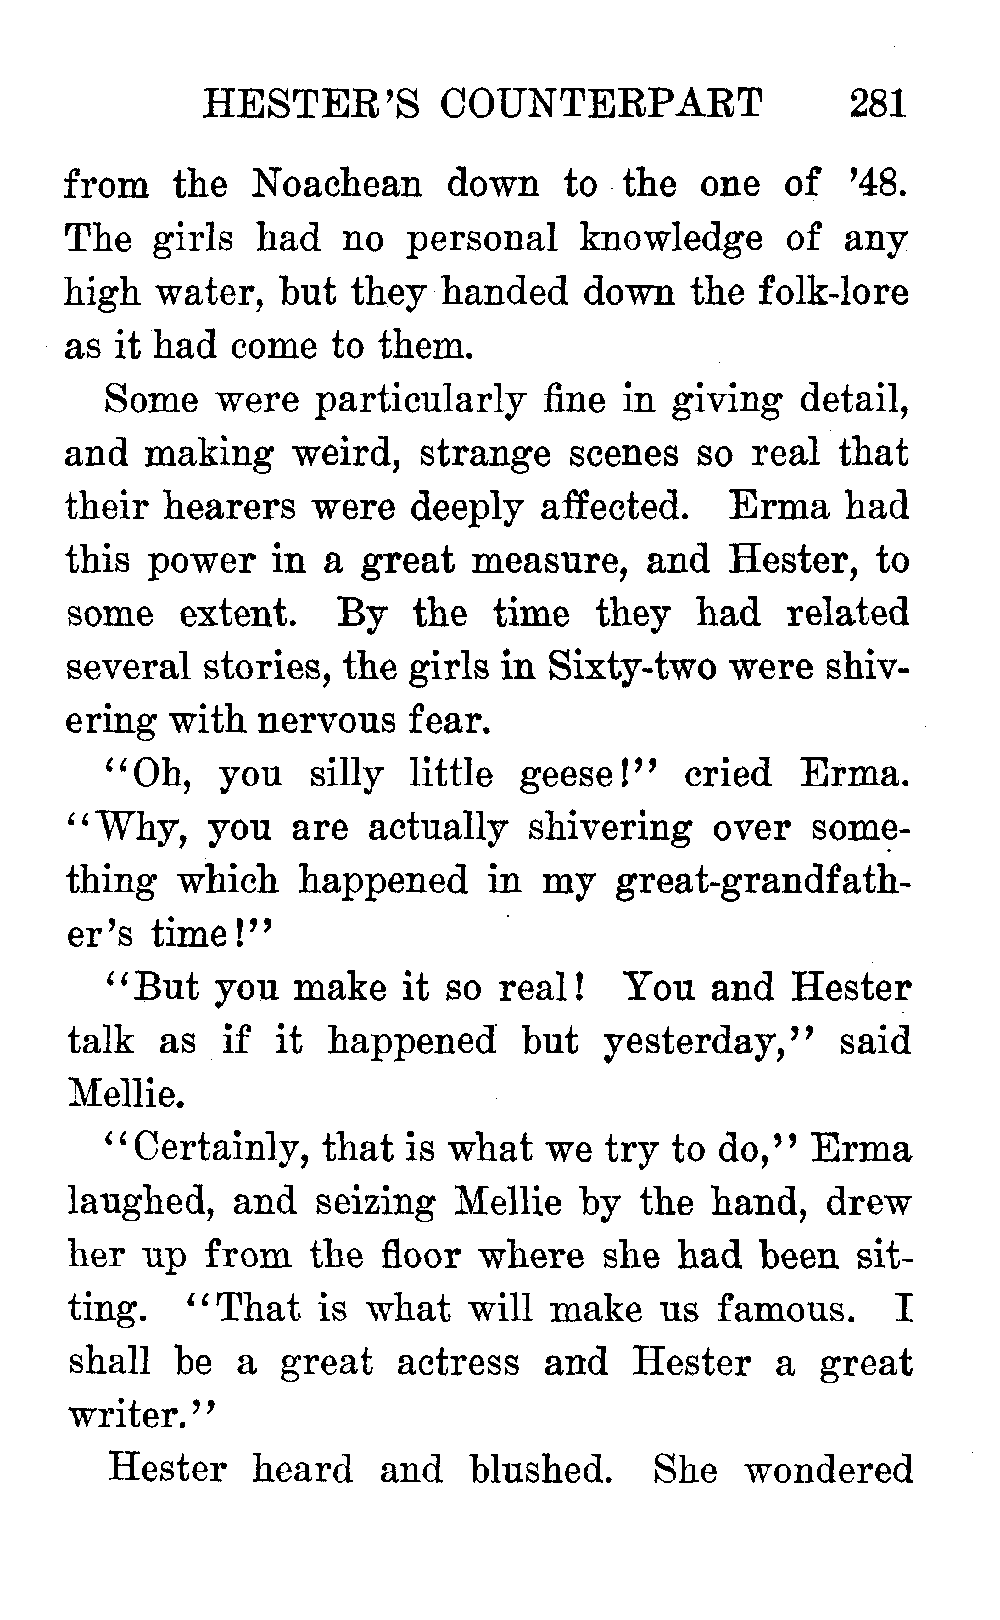 HESTER'S COUNTERPART 281
from the Noachean down to the one of '48.
The girls had no personal knowledge of any
high water, but they handed down the folk-lore
as it had come to them.
Some were particularly fine in giving detail,
and making weird, strange scenes so real that
their hearers were deeply affected. Erma had
this power in a great measure, and Hester, to
some extent. By the time they had related
several stories, the girls in Sixty-two were shiv-
ering with nervous fear.
"Oh, you silly little geese!" cried Erma.
"Why, you are actually shivering over some-
thing which happened in my great-grandfath-
er's time!"
"But you make it so real! You and Hester
talk as if it happened but yesterday," said
Mellie.
"Certainly, that is what we try to do," Erma
laughed, and seizing Mellie by the hand, drew
her up from the floor where she had been sit-
ting. "That is what will make us famous. I
shall be a great actress and Hester a great
writer."
Hester heard and blushed. She wondered